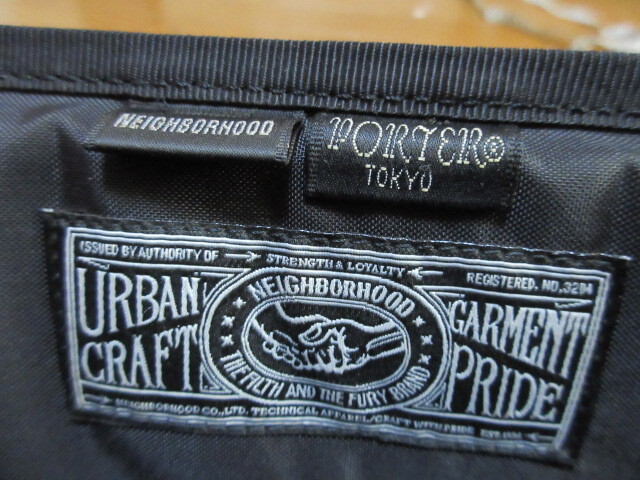 NEIGHBORHOOD
PORTER®
TOKYO
ISSUED BY AUTHORITY OF
STRENGTH & LOYALTY
REGISTERED. NO.3284
URBAN
CRAFT
NEIGHBORHOOD
THE FILTH AND THE FURY BRAND
GARMENT
PRIDE
NEIGHBORHOOD CO., LTD. TECHNICAL APPAREL/CRAFT WITH PRIDE